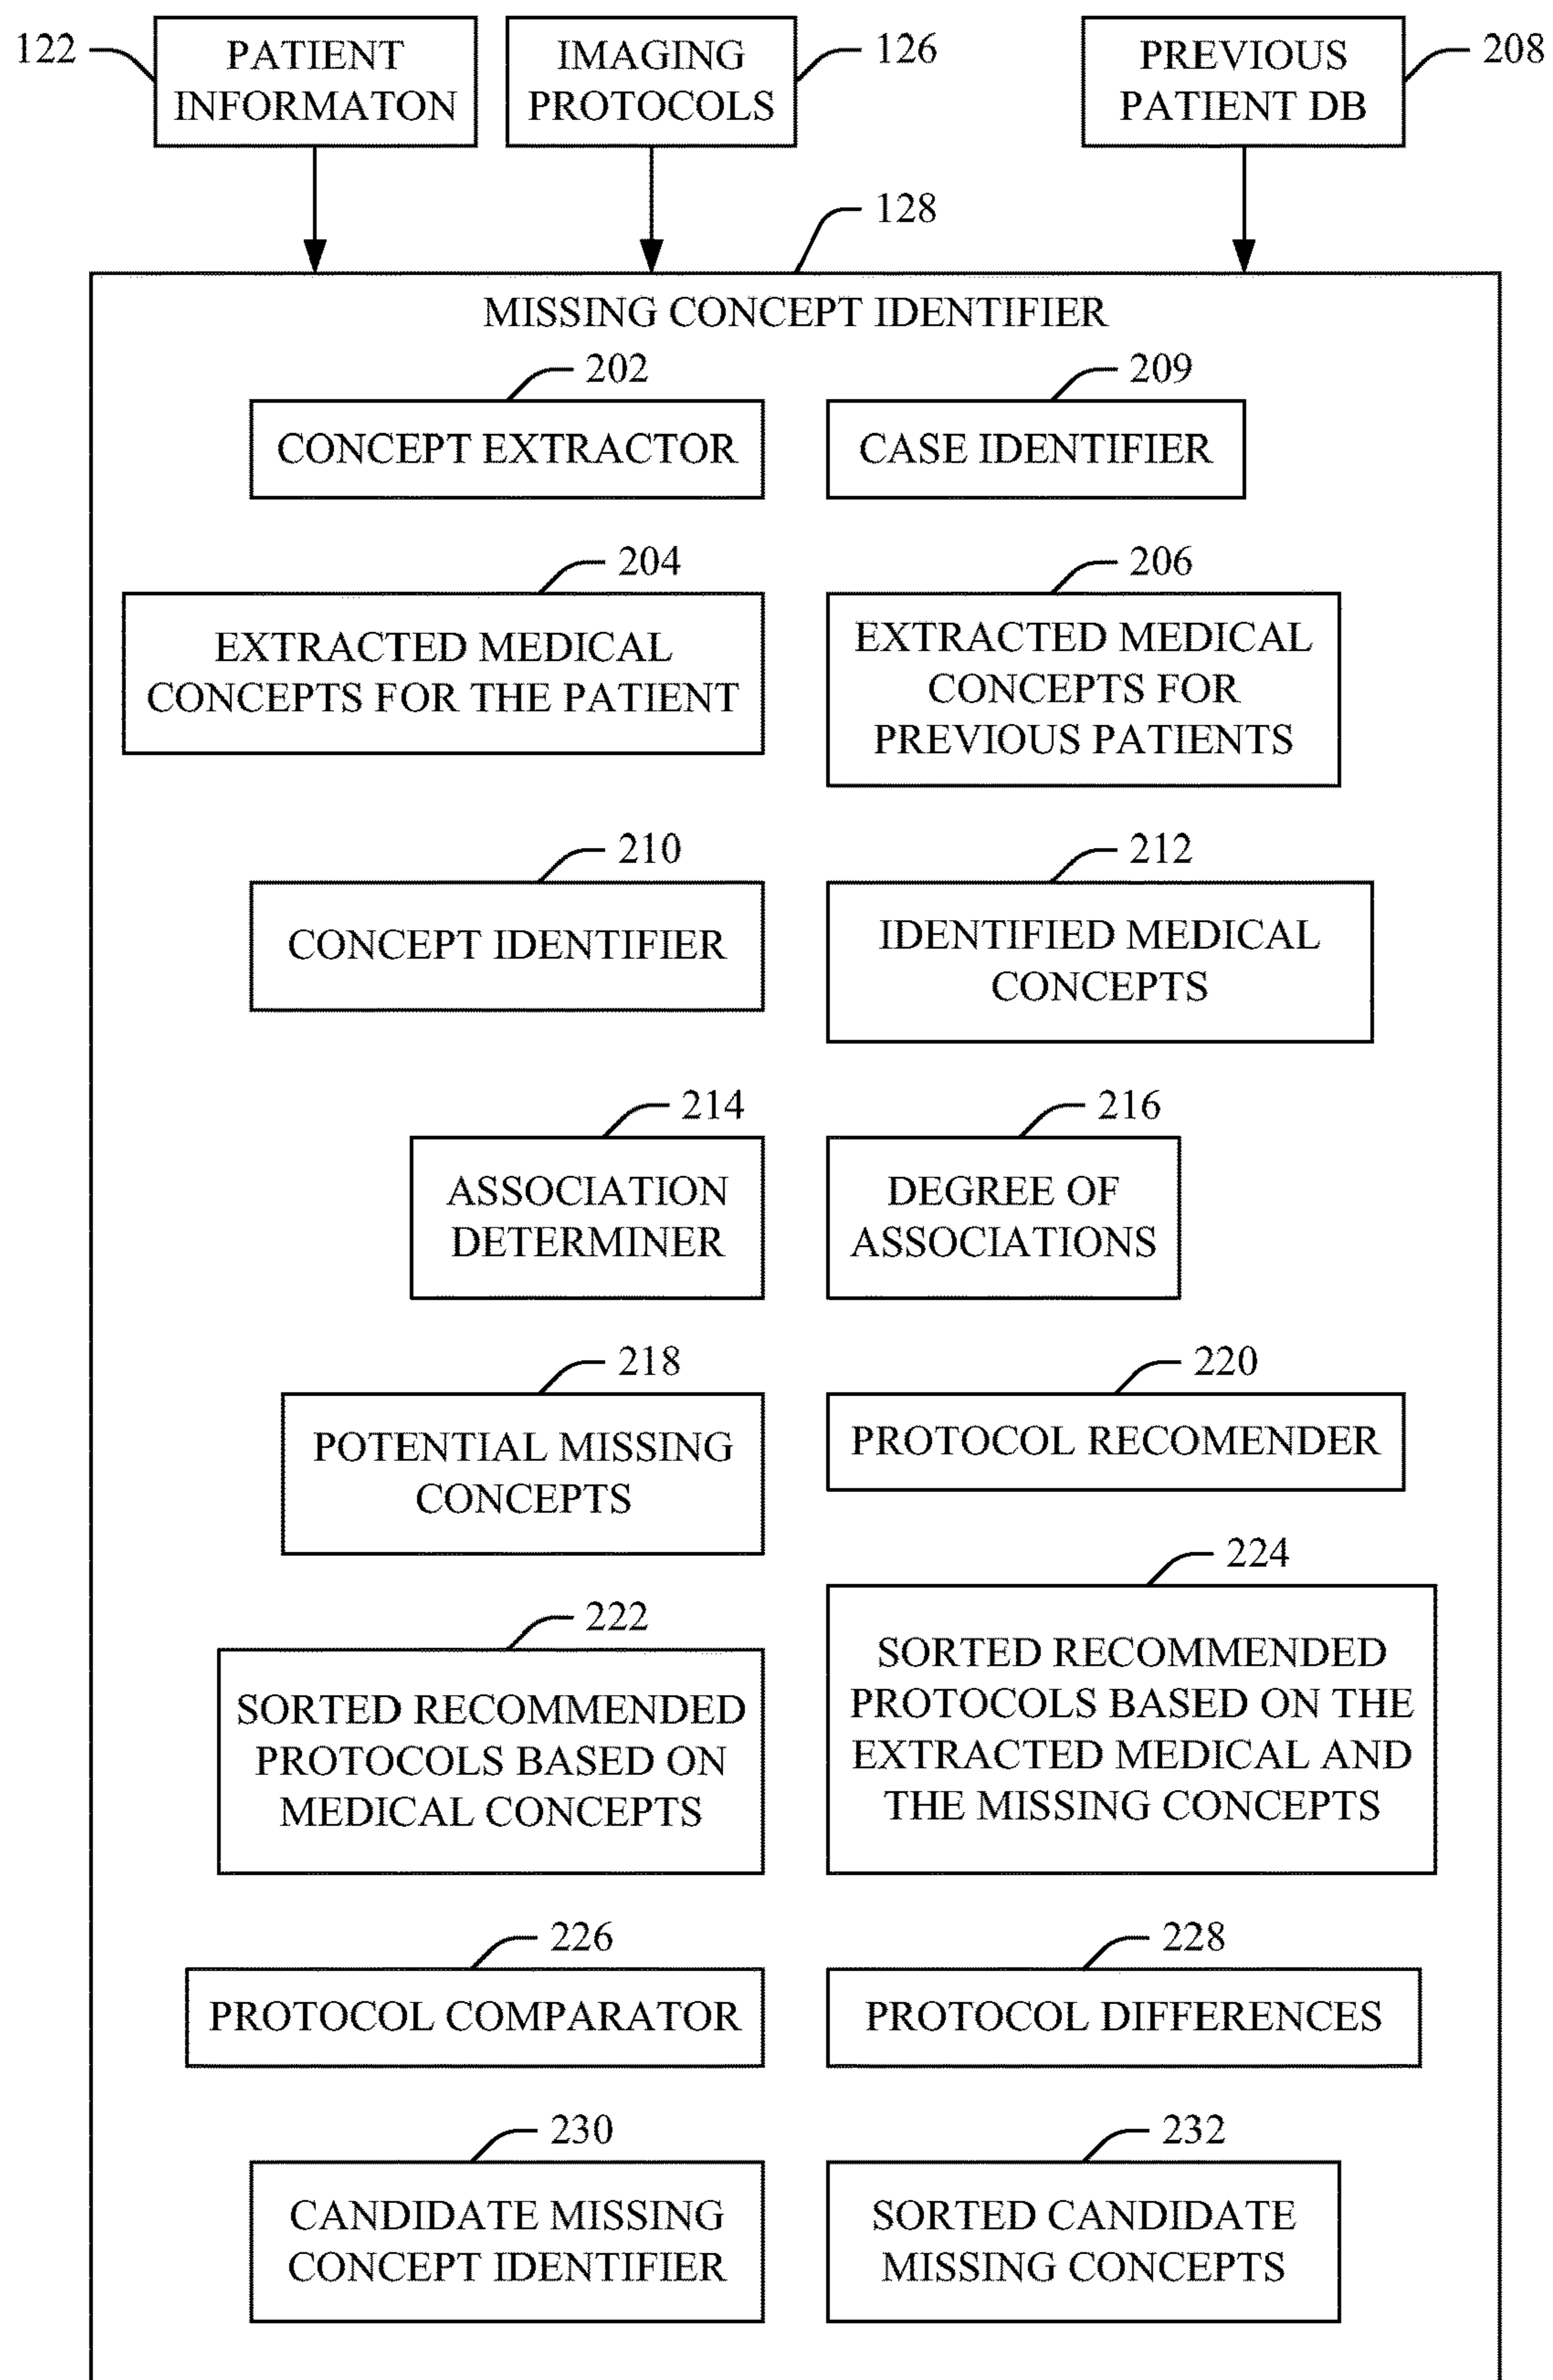 122
PATIENT
INFORMATON
IMAGING
PROTOCOLS
126
PREVIOUS
PATIENT DB
208
128
MISSING CONCEPT IDENTIFIER
202
CONCEPT EXTRACTOR
209
CASE IDENTIFIER
204
EXTRACTED MEDICAL
CONCEPTS FOR THE PATIENT
206
EXTRACTED MEDICAL
CONCEPTS FOR
PREVIOUS PATIENTS
210
CONCEPT IDENTIFIER
212
IDENTIFIED MEDICAL
CONCEPTS
214
ASSOCIATION
DETERMINER
216
DEGREE OF
ASSOCIATIONS
218
POTENTIAL MISSING
CONCEPTS
220
PROTOCOL RECOMENDER
222
SORTED RECOMMENDED
PROTOCOLS BASED ON
MEDICAL CONCEPTS
224
SORTED RECOMMENDED
PROTOCOLS BASED ON THE
EXTRACTED MEDICAL AND
THE MISSING CONCEPTS
226
PROTOCOL COMPARATOR
228
PROTOCOL DIFFERENCES
230
CANDIDATE MISSING
CONCEPT IDENTIFIER
232
SORTED CANDIDATE
MISSING CONCEPTS